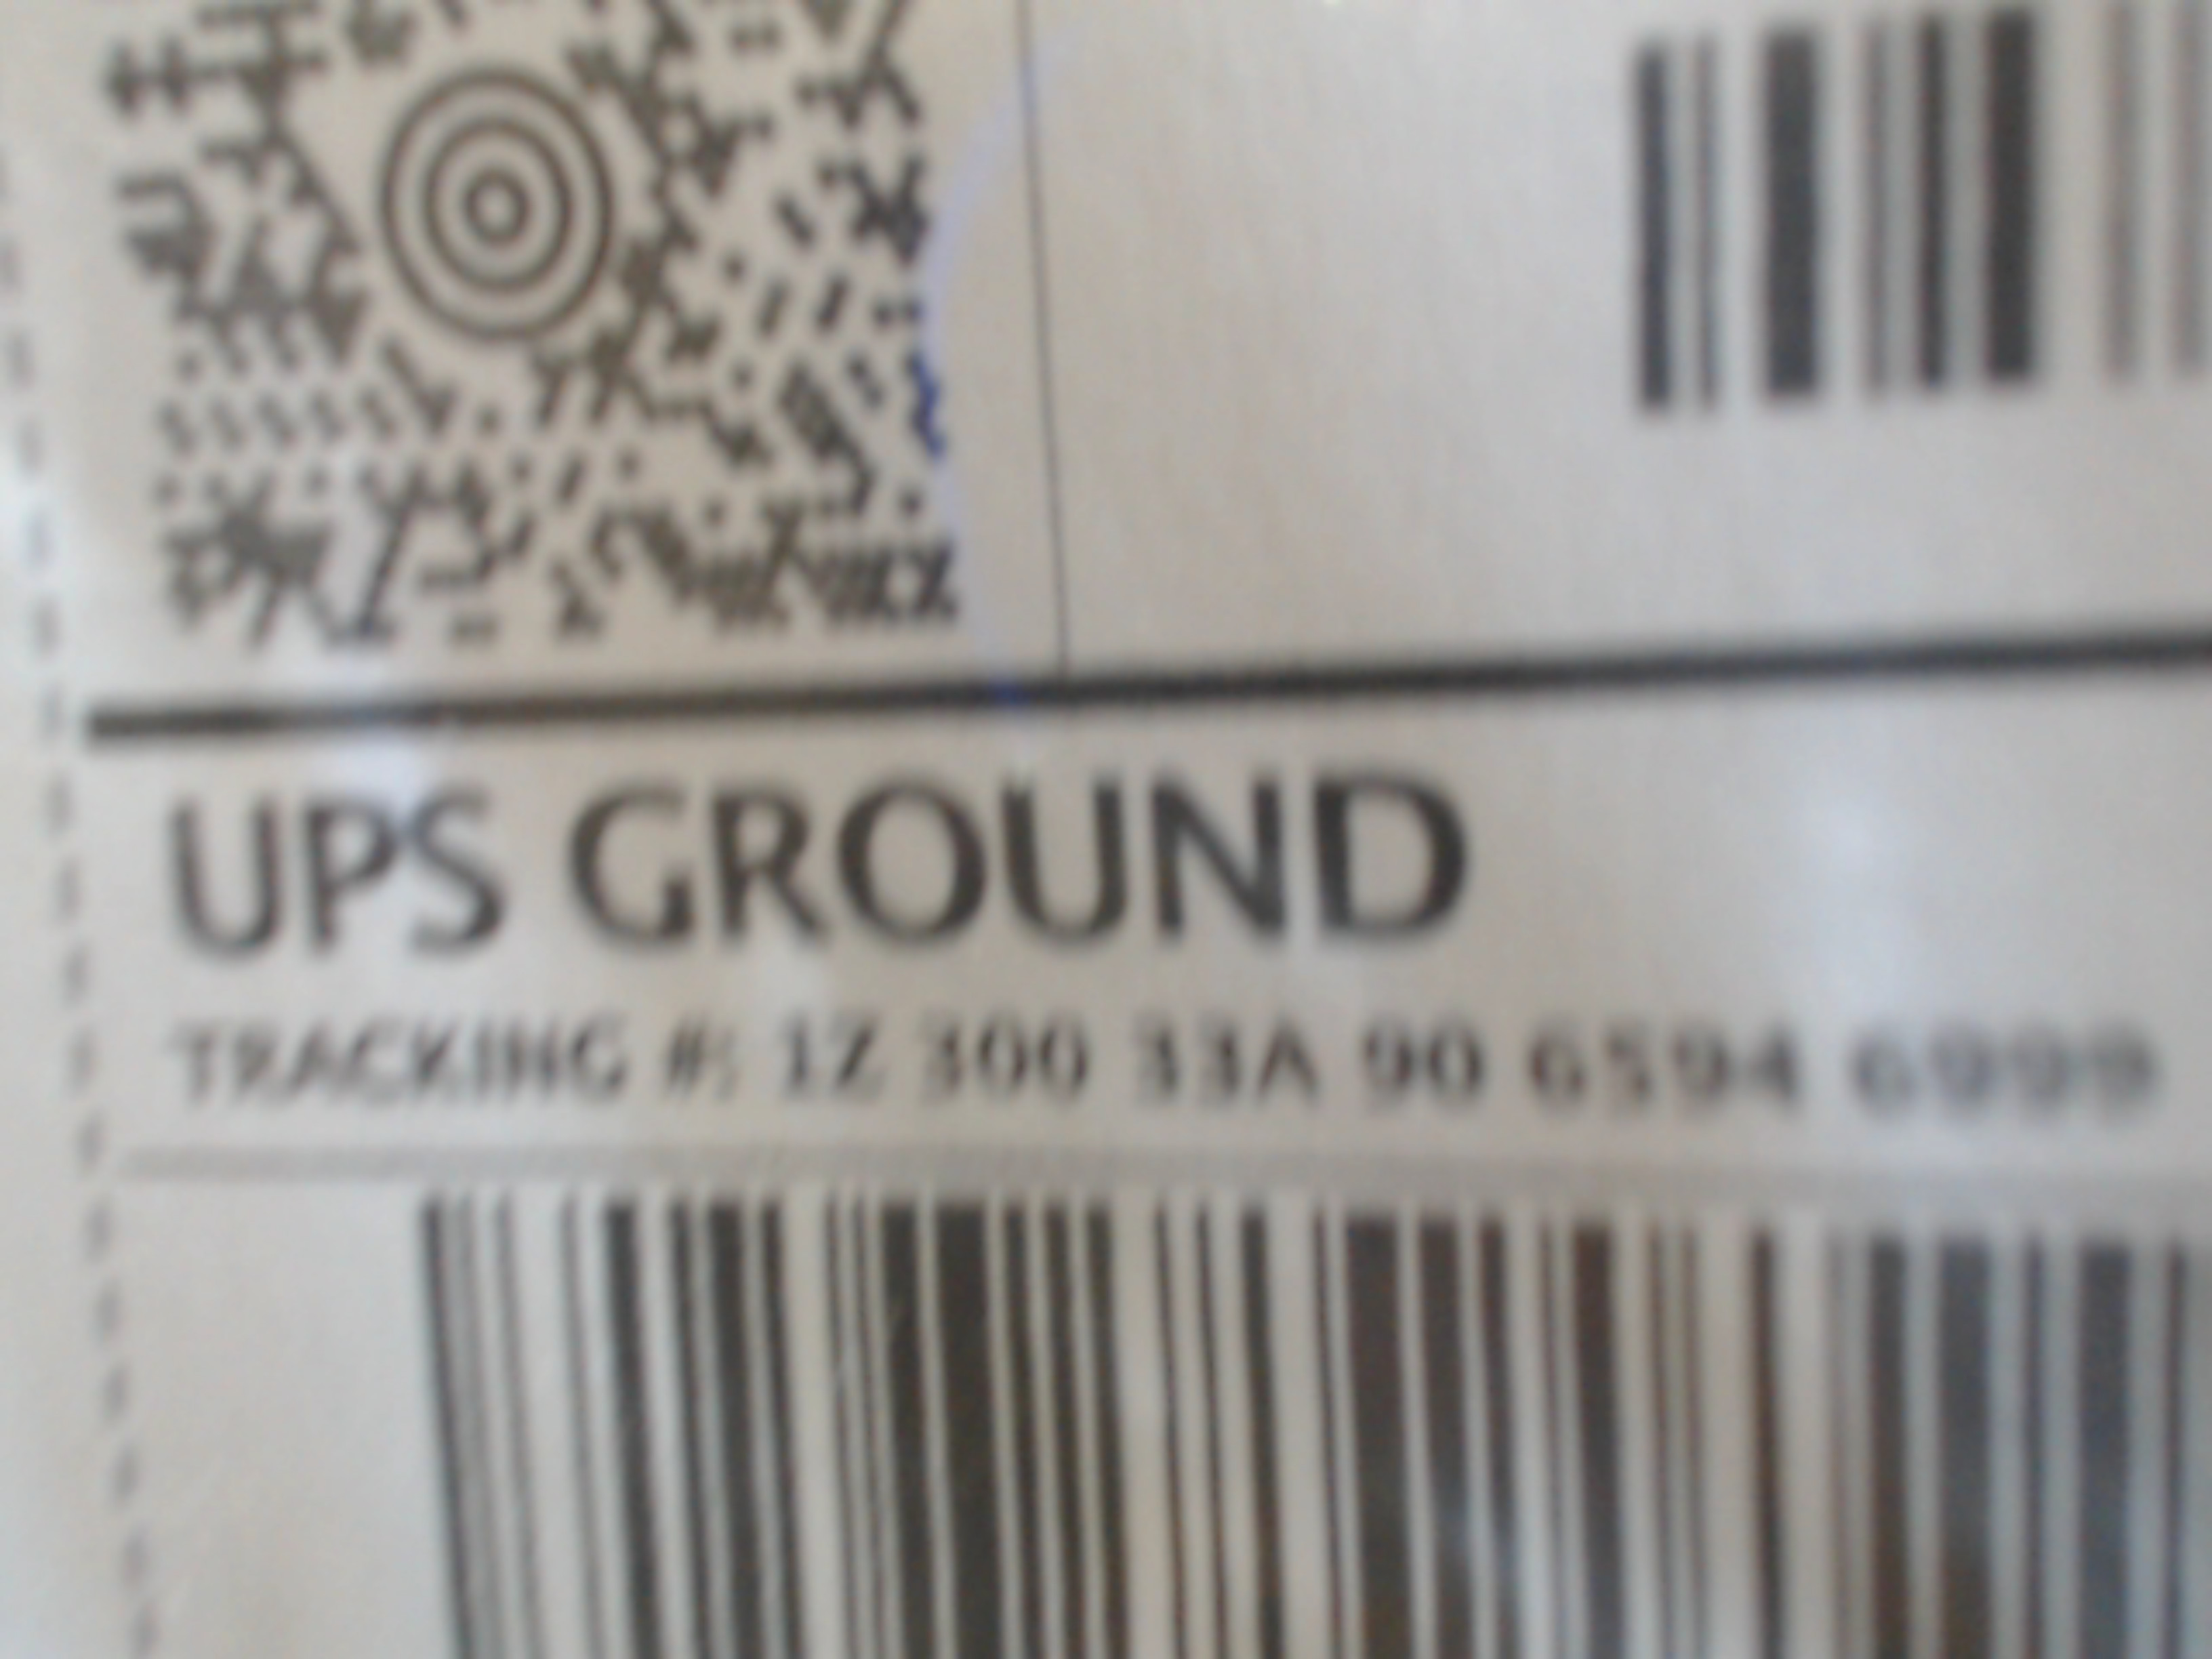 UPS GROUND
TRACKING #: 1Z 300 33A 90 6594